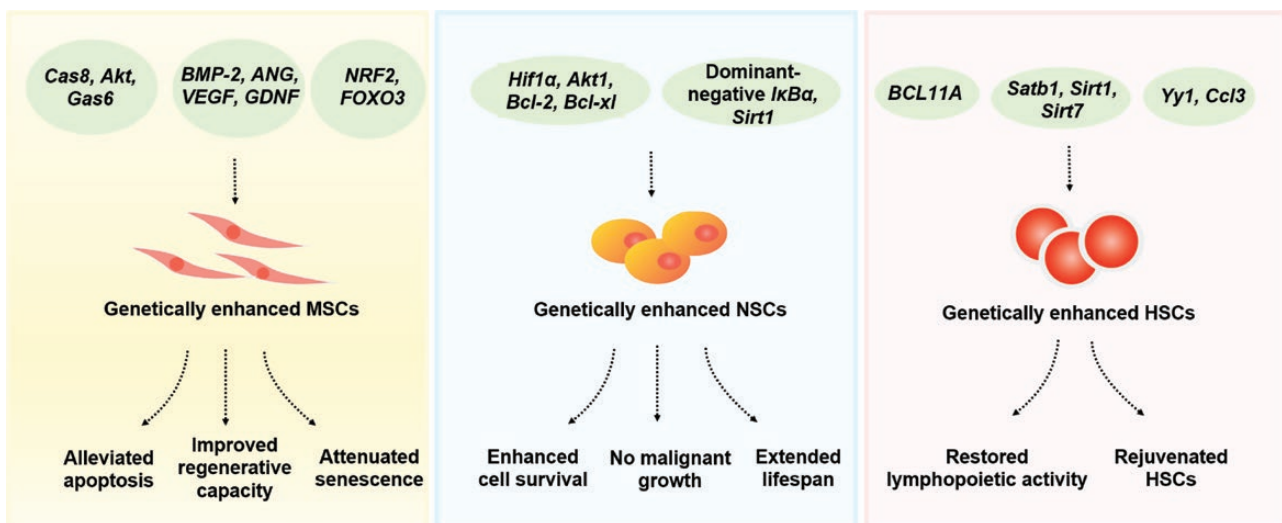 Cas8, Akt,
Gas6
BMP-2, ANG,
VEGF, GDNF
NRF2,
FOXO3
Genetically enhanced MSCs
Alleviated
apoptosis
Improved
regenerative
capacity
Attenuated
senescence
Hif1α, Akt1,
Bcl-2, Bcl-xl
Dominant-
negative IκBα,
Sirt1
Genetically enhanced NSCs
Enhanced
cell survival
No malignant
growth
Extended
lifespan
BCL11A
Satb1, Sirt1,
Sirt7
Yy1, Ccl3
Genetically enhanced HSCs
Restored
lymphopoietic activity
Rejuvenated
HSCs